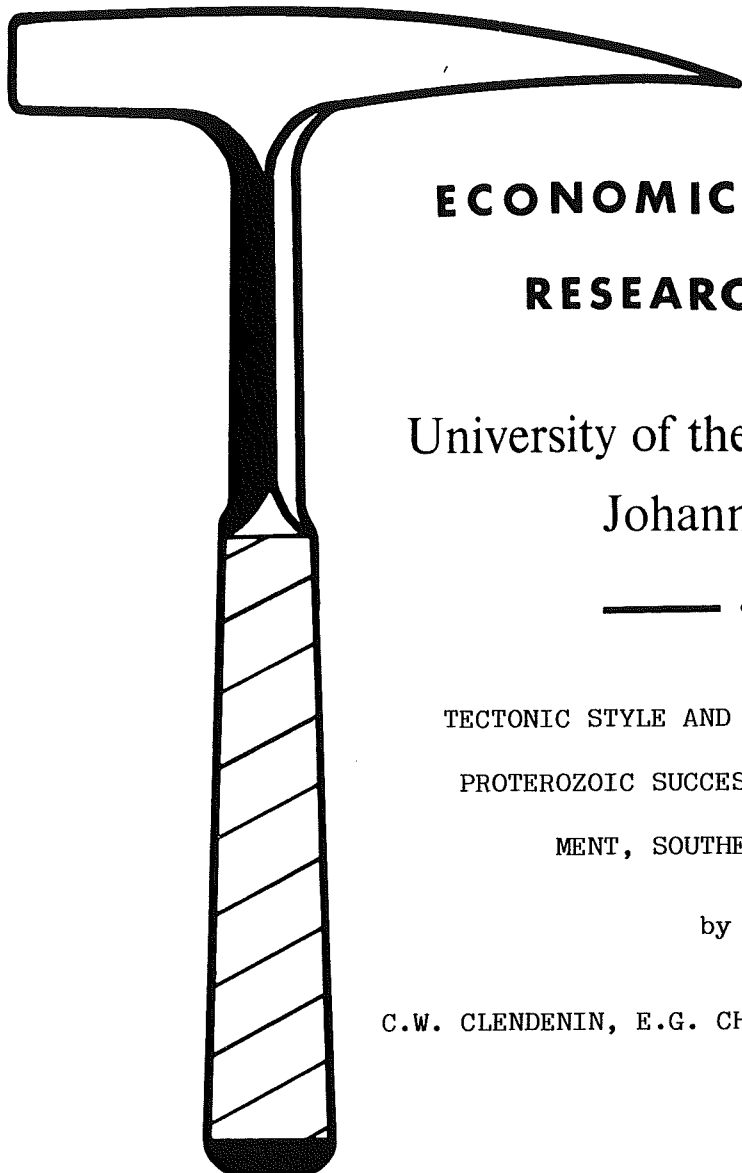 ECONOMIC
RESEARC
University of the
Johann
TECTONIC STYLE AND
PROTEROZOIC SUCCES
MENT, SOUTHE
by
C.W. CLENDENIN, E.G. CH